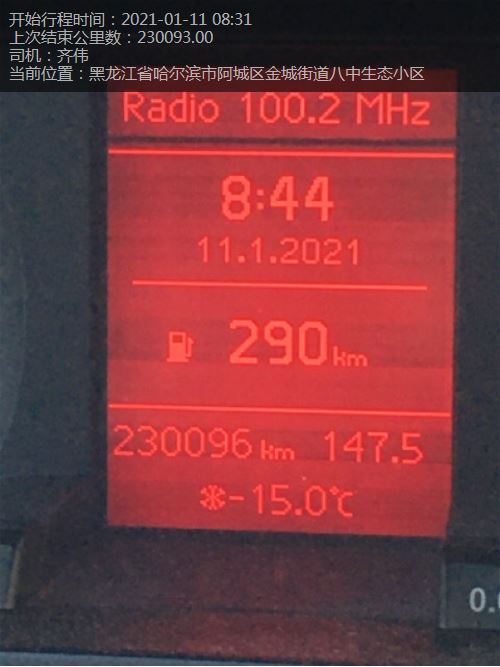 开始行程时间：2021-01-11 08:31
上次结束公里数：230093.00
司机：齐伟
当前位置：黑龙江省哈尔滨市阿城区金城街道八中生态小区
Radio 100.2 MHz
8:44
11.1.2021
290 km
230096 km 147.5
-15.0℃